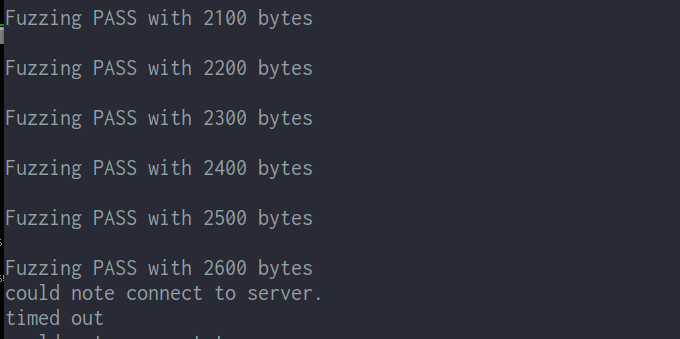 Fuzzing PASS with 2100 bytes
Fuzzing PASS with 2200 bytes
Fuzzing PASS with 2300 bytes
Fuzzing PASS with 2400 bytes
Fuzzing PASS with 2500 bytes
Fuzzing PASS with 2600 bytes
could note connect to server.
timed out